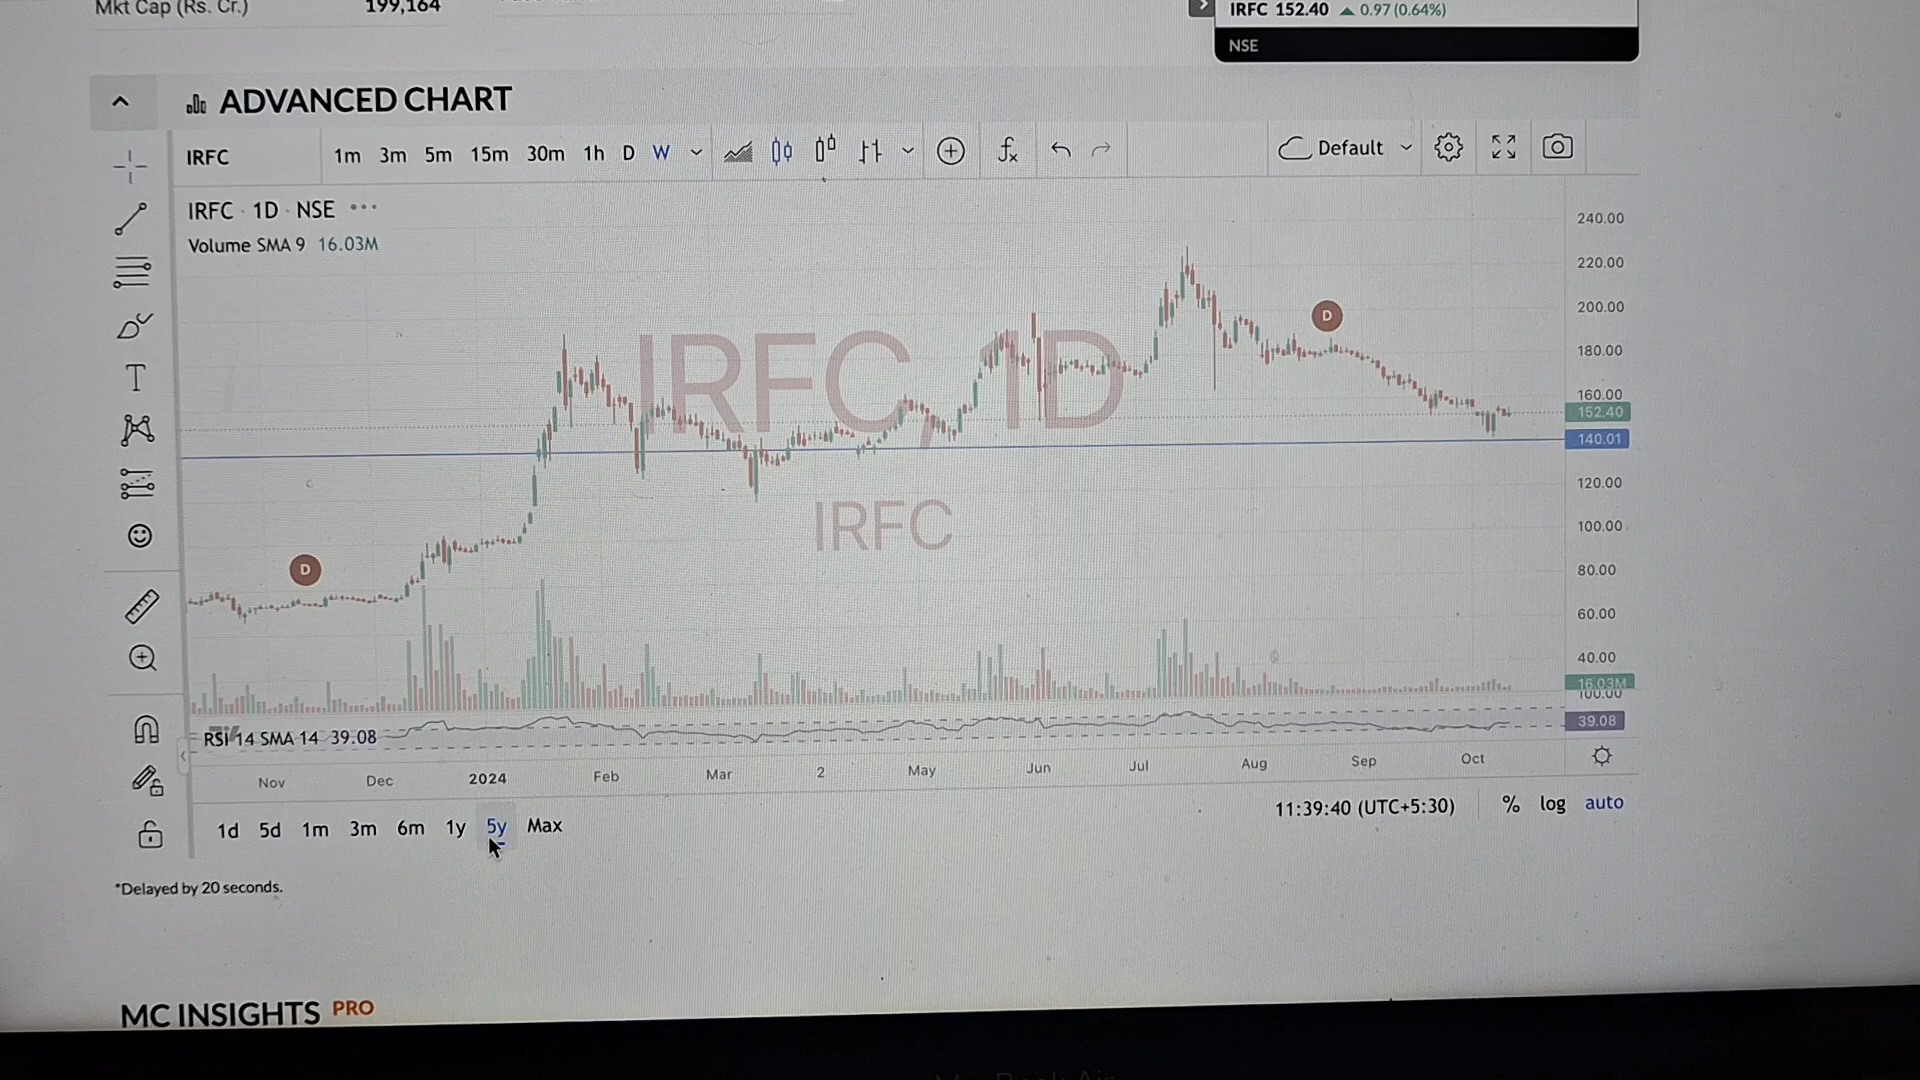 Mkt Cap (Rs. Cr.) 199,164
IRFC 152.40 ▲ 0.97 (0.64%)
NSE
ADVANCED CHART
IRFC 1m 3m 5m 15m 30m 1h D W Default
IRFC · 1D · NSE
Volume SMA 9 16.03M
IRFC, 1D
IRFC
D
D
240.00
220.00
200.00
180.00
160.00
152.40
140.01
120.00
100.00
80.00
60.00
40.00
16.03M
100.00
39.08
RSI 14 SMA 14 39.08
Nov Dec 2024 Feb Mar 2 May Jun Jul Aug Sep Oct
1d 5d 1m 3m 6m 1y 5y Max 11:39:40 (UTC+5:30) % log auto
*Delayed by 20 seconds.
MC INSIGHTS PRO